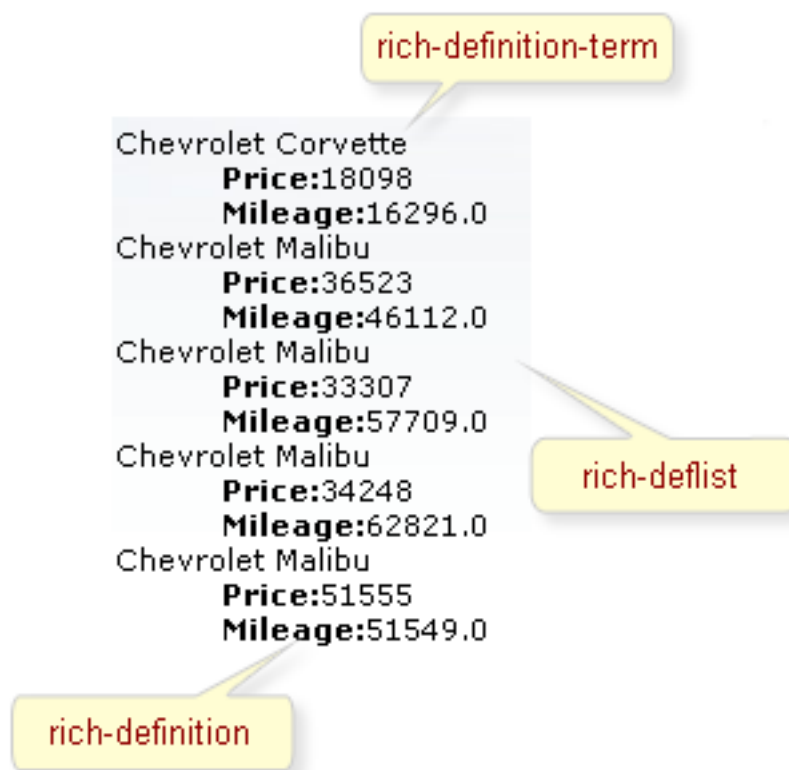 rich-definition-term
Chevrolet Corvette
Price:18098
Mileage:16296.0
Chevrolet Malibu
Price:36523
Mileage:46112.0
Chevrolet Malibu
Price:33307
Mileage:57709.0
Chevrolet Malibu
Price:34248
Mileage:62821.0
Chevrolet Malibu
Price:51555
Mileage:51549.0
rich-deflist
rich-definition